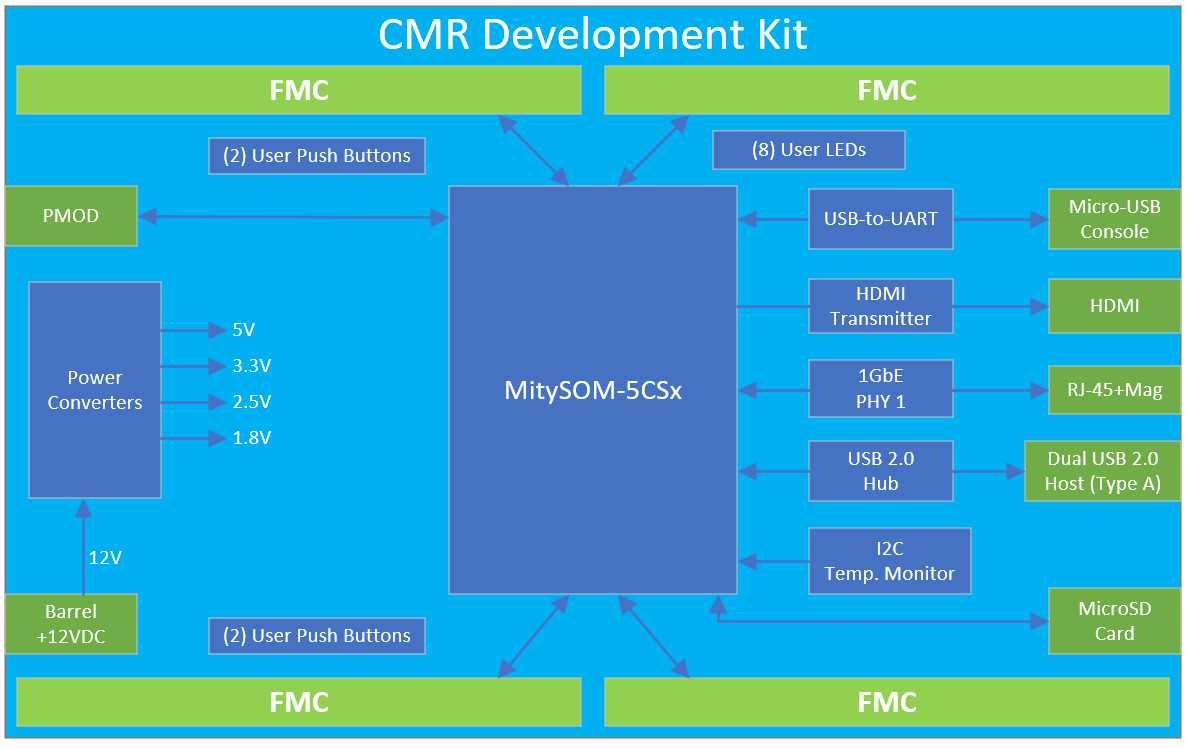 CMR Development Kit
FMC
FMC
(2) User Push Buttons
(8) User LEDs
PMOD
USB-to-UART
Micro-USB
Console
HDMI
Transmitter
HDMI
5V
3.3V
2.5V
1.8V
Power
Converters
MitySOM-5CSx
1GbE
PHY 1
RJ-45+Mag
USB 2.0
Hub
Dual USB 2.0
Host (Type A)
12V
I2C
Temp. Monitor
Barrel
+12VDC
(2) User Push Buttons
MicroSD
Card
FMC
FMC